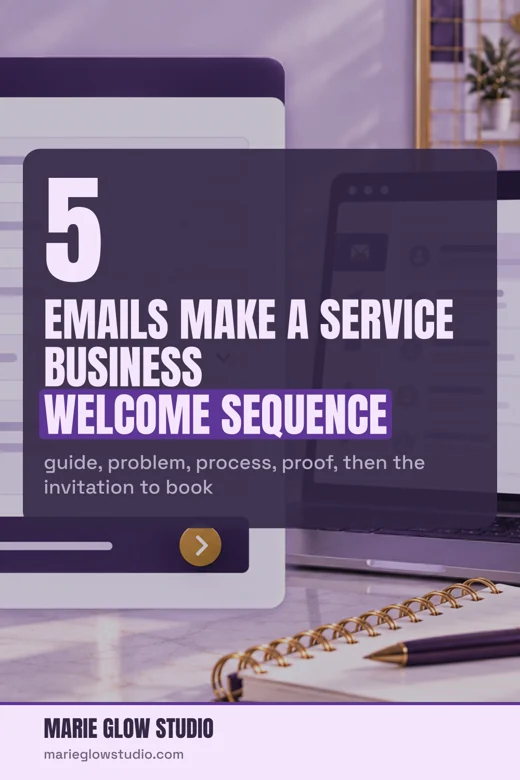 5
EMAILS MAKE A SERVICE
BUSINESS
WELCOME SEQUENCE
guide, problem, process, proof, then the
invitation to book
MARIE GLOW STUDIO
marieglowstudio.com